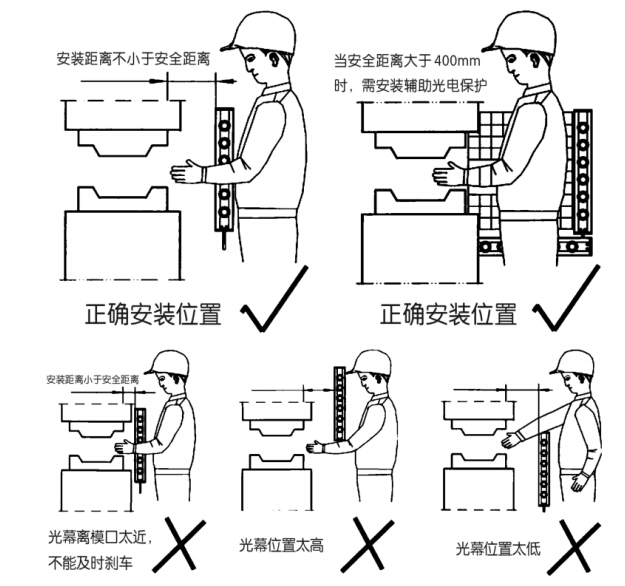 安装距离不小于安全距离
当安全距离大于400mm
时，需安装辅助光电保护
正确安装位置
正确安装位置
安装距离小于安全距离
光幕离模口太近，
不能及时刹车
光幕位置太高
光幕位置太低